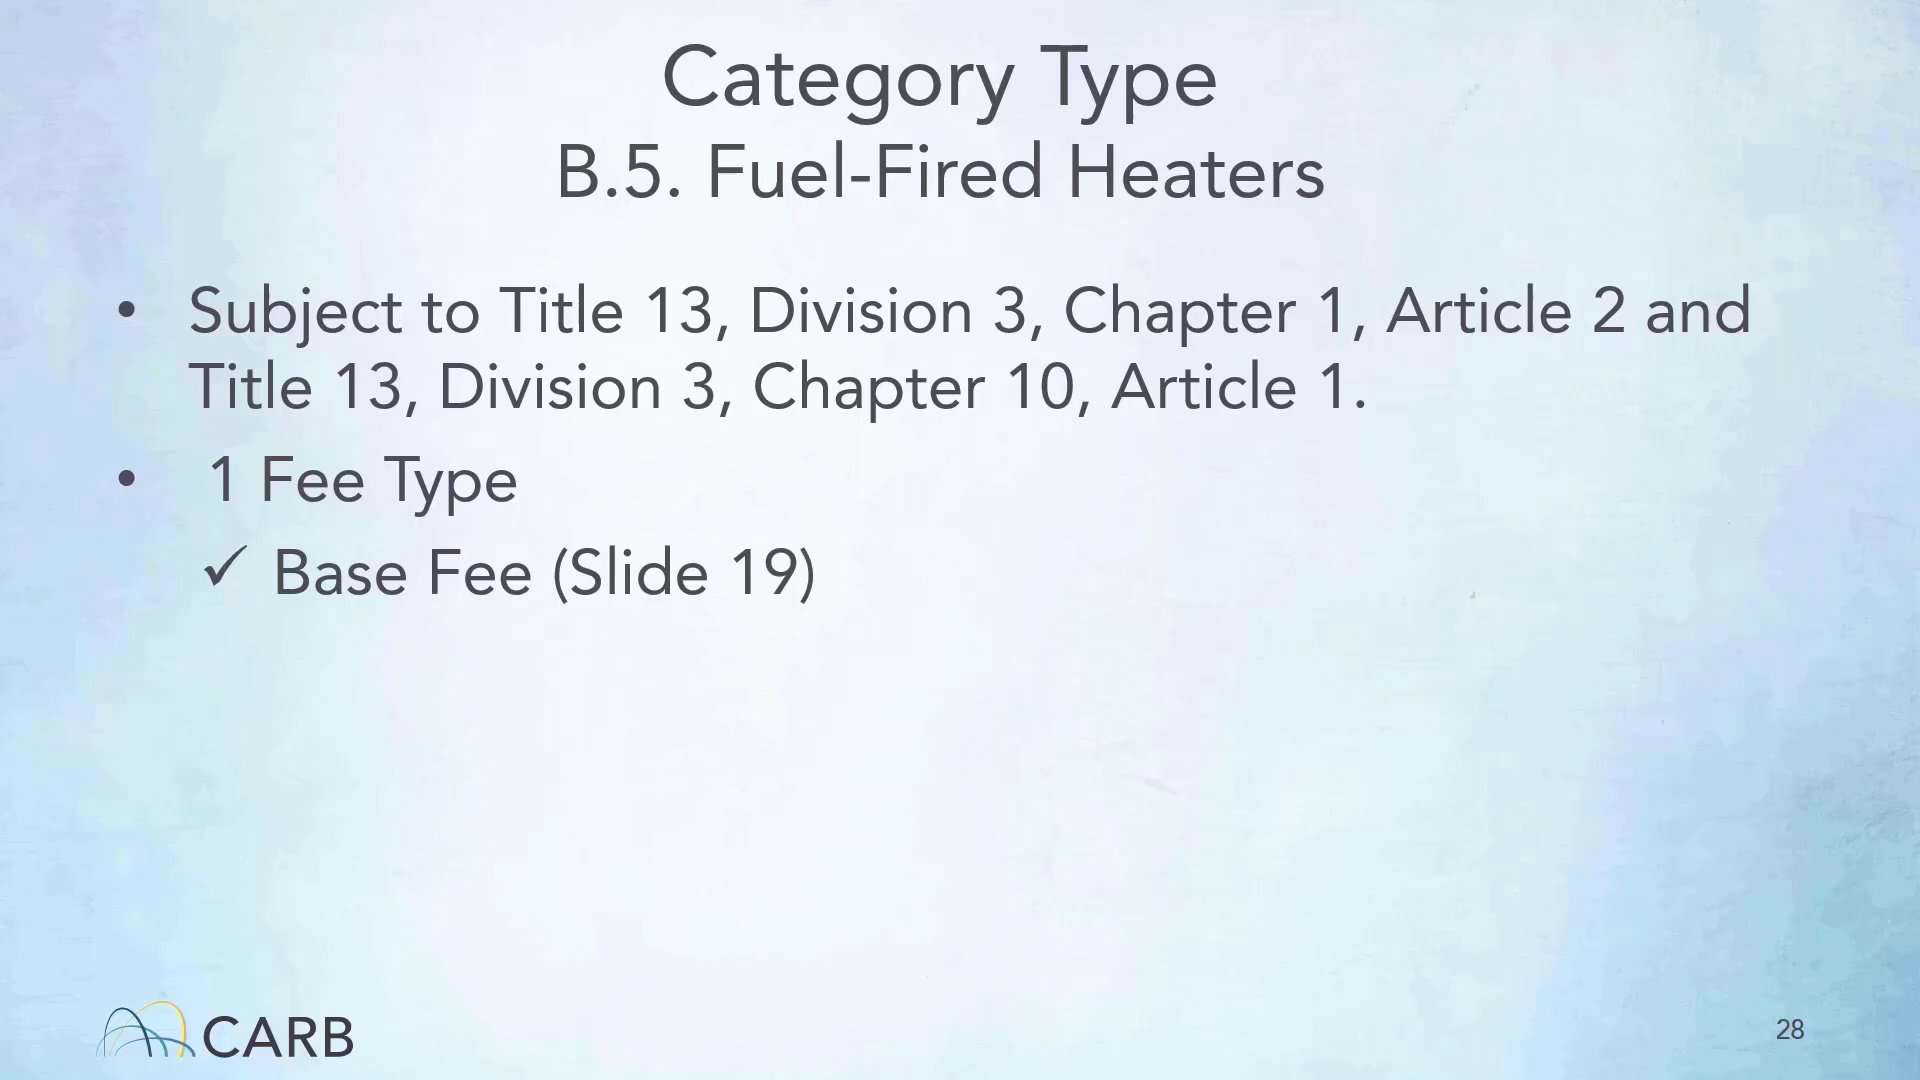 Category Type
B.5. Fuel-Fired Heaters
• Subject to Title 13, Division 3, Chapter 1, Article 2 and
Title 13, Division 3, Chapter 10, Article 1.
• 1 Fee Type
✓ Base Fee (Slide 19)
CARB
28